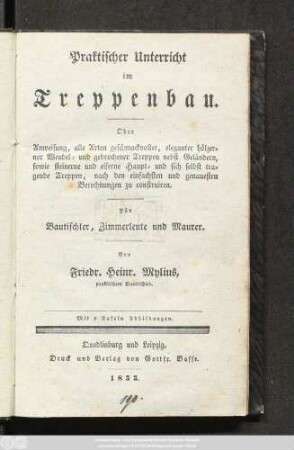 Praktischer Unterricht
im
Treppenbau.
Oder
Anweisung, alle Arten geschmackvoller, eleganter hölzer-
ner Wendel- und gebrochener Treppen nebst Geländern,
sowie steinerne und eiserne Haupt- und sich selbst tra-
gende Treppen, nach den einfachsten und genauesten
Berechnungen zu construiren.
Für
Bautischler, Zimmerleute und Maurer.
Von
Friedr. Heinr. Mylius,
praktischem Bautischler.
Mit Tafeln Abbildungen.
Quedlinburg und Leipzig.
Druck und Verlag von Gottfr. Basse.
1833.